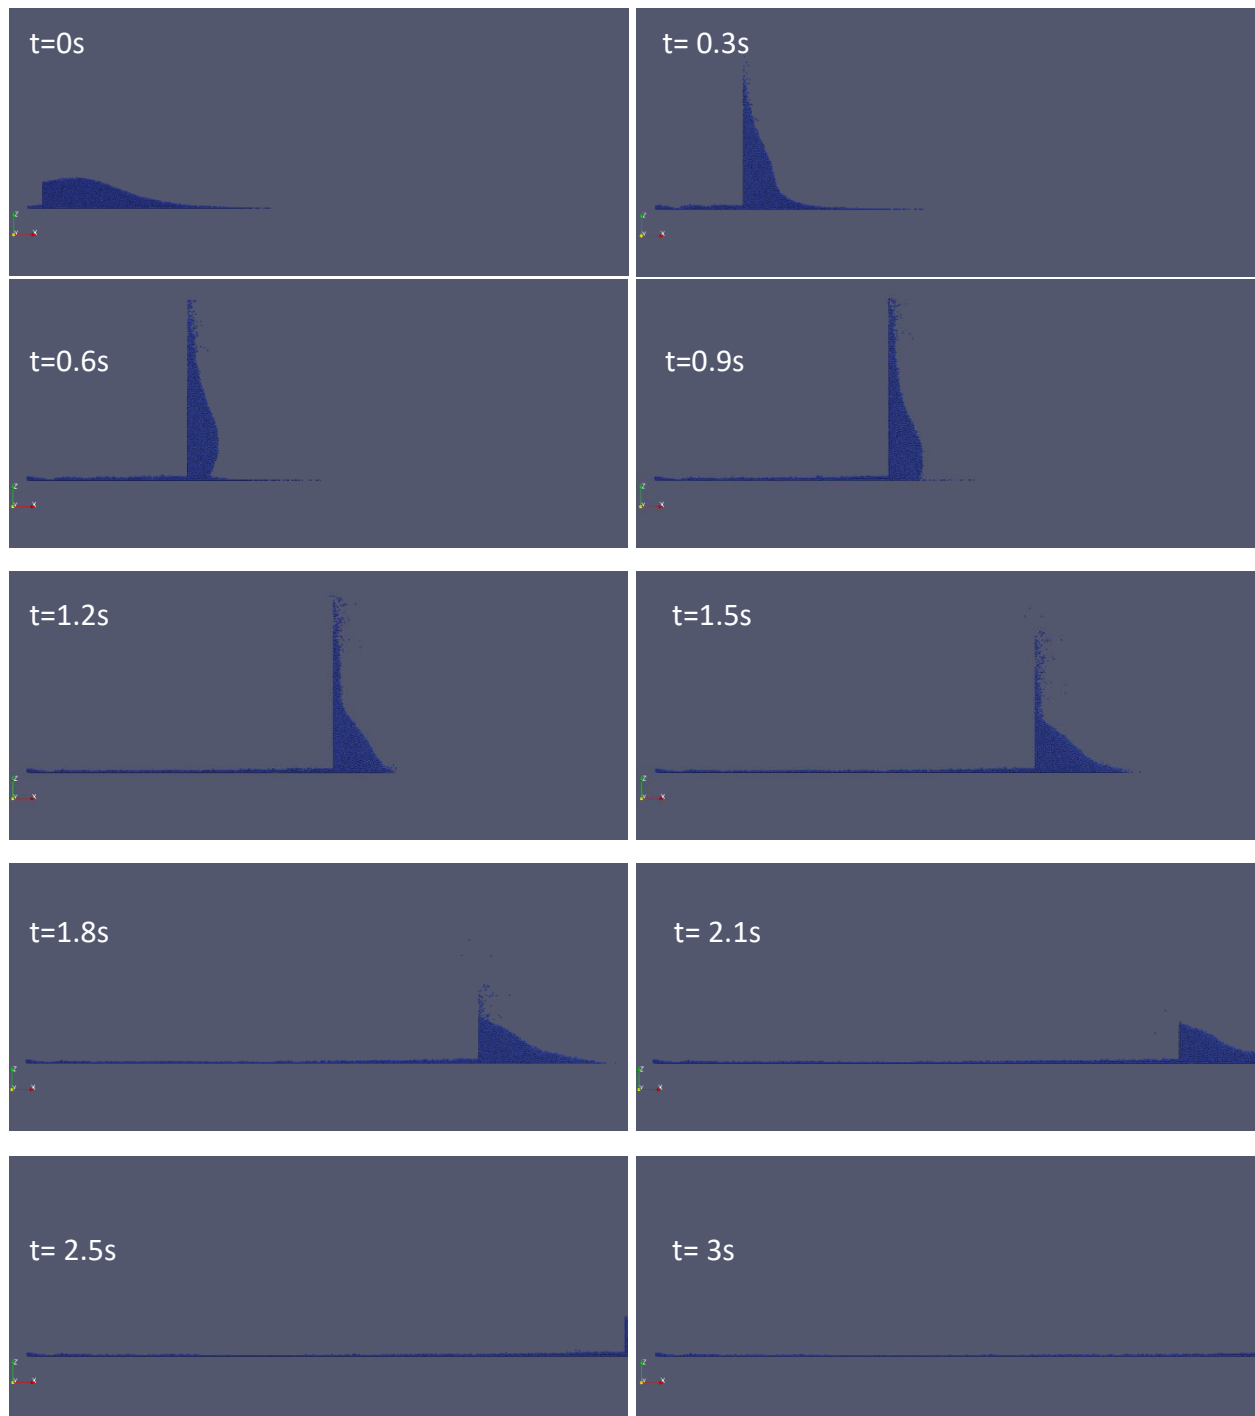 t=0s
t= 0.3s
t=0.6s
t=0.9s
t=1.2s
t=1.5s
t=1.8s
t= 2.1s
t= 2.5s
t= 3s